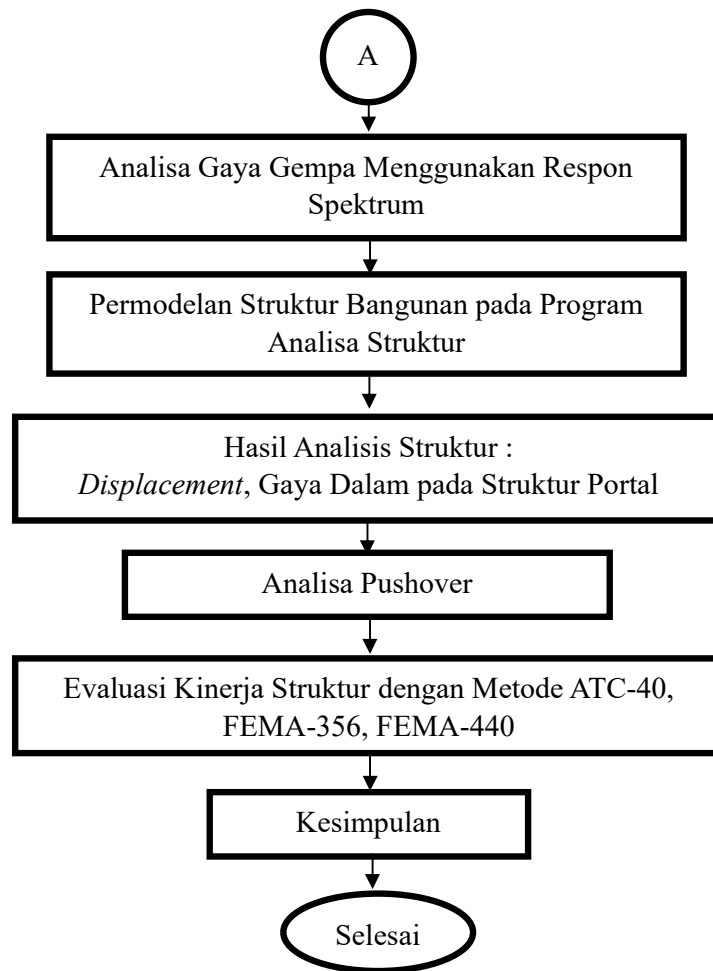 A
Analisa Gaya Gempa Menggunakan Respon
Spektrum
Permodelan Struktur Bangunan pada Program
Analisa Struktur
Hasil Analisis Struktur :
Displacement, Gaya Dalam pada Struktur Portal
Analisa Pushover
Evaluasi Kinerja Struktur dengan Metode ATC-40,
FEMA-356, FEMA-440
Kesimpulan
Selesai